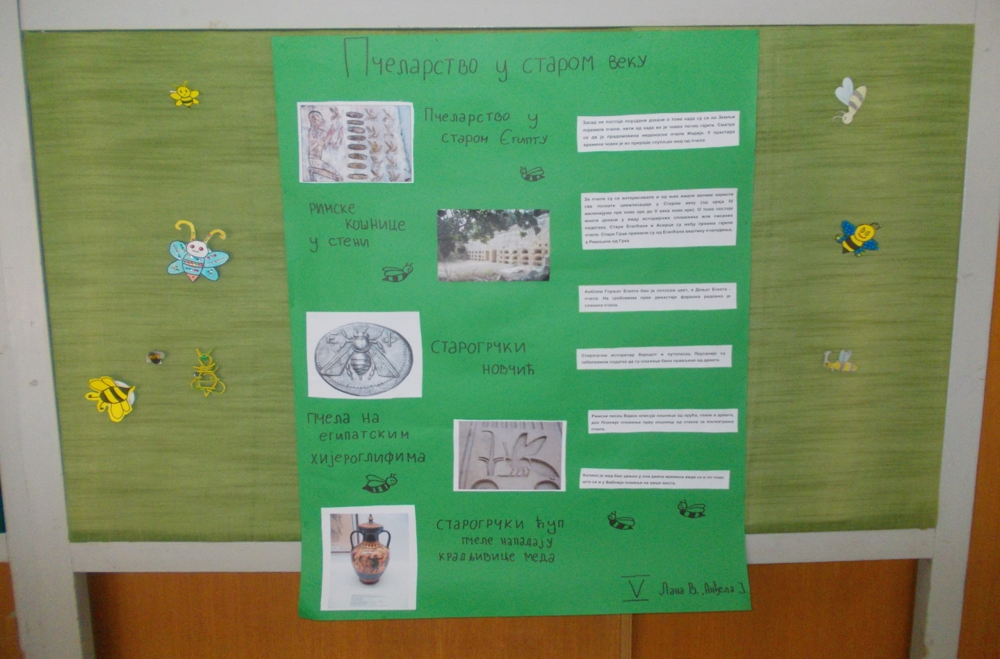 Пчеларство у старом веку
Пчеларство у
старом Египту
Засад не постоје поуздани докази о томе када су се на Земљи
појавиле пчеле, нити од када их је човек почео гајити. Сматра
се да је прадомовина медоносне пчеле Индија. У прастара
времена човек је из природе скупљао мед од пчела.
Римске
кошнице
у стени
За пчеле су се интересовале и од њих имале велике користи
све познате цивилизације у Старом веку (од краја IV
миленијума пре нове ере до V века нове ере). О томе постоје
многи докази у виду историјских споменика или писаних
података. Стари Египћани и Асирци су међу првима гајили
пчеле. Стари Грци примили су од Египћана вештину пчеларења,
а Римљани од Грка.
Амблем Горњег Египта био је лотосов цвет, а Доњег Египта -
пчела. На гробовима прве династије фараона редовно је
сликана пчела.
Старогрчки
новчић
Старогрчки историчар Херодот и путописац Паусаније су
забележили податке да су кошнице биле прављене од дрвета.
Пчела на
египатским
хијероглифима
Римски писац Варон описује кошнице од прућа, глине и дрвета,
док Плиније спомиње прву кошницу од стакла за посматрање
пчела.
Колико је мед био цењен у она давна времена види се и по томе
што се и у Библији помиње на више места.
Старогрчки ћуп
пчеле нападају
крадљивице меда
V Лана В., Анђела Ј.